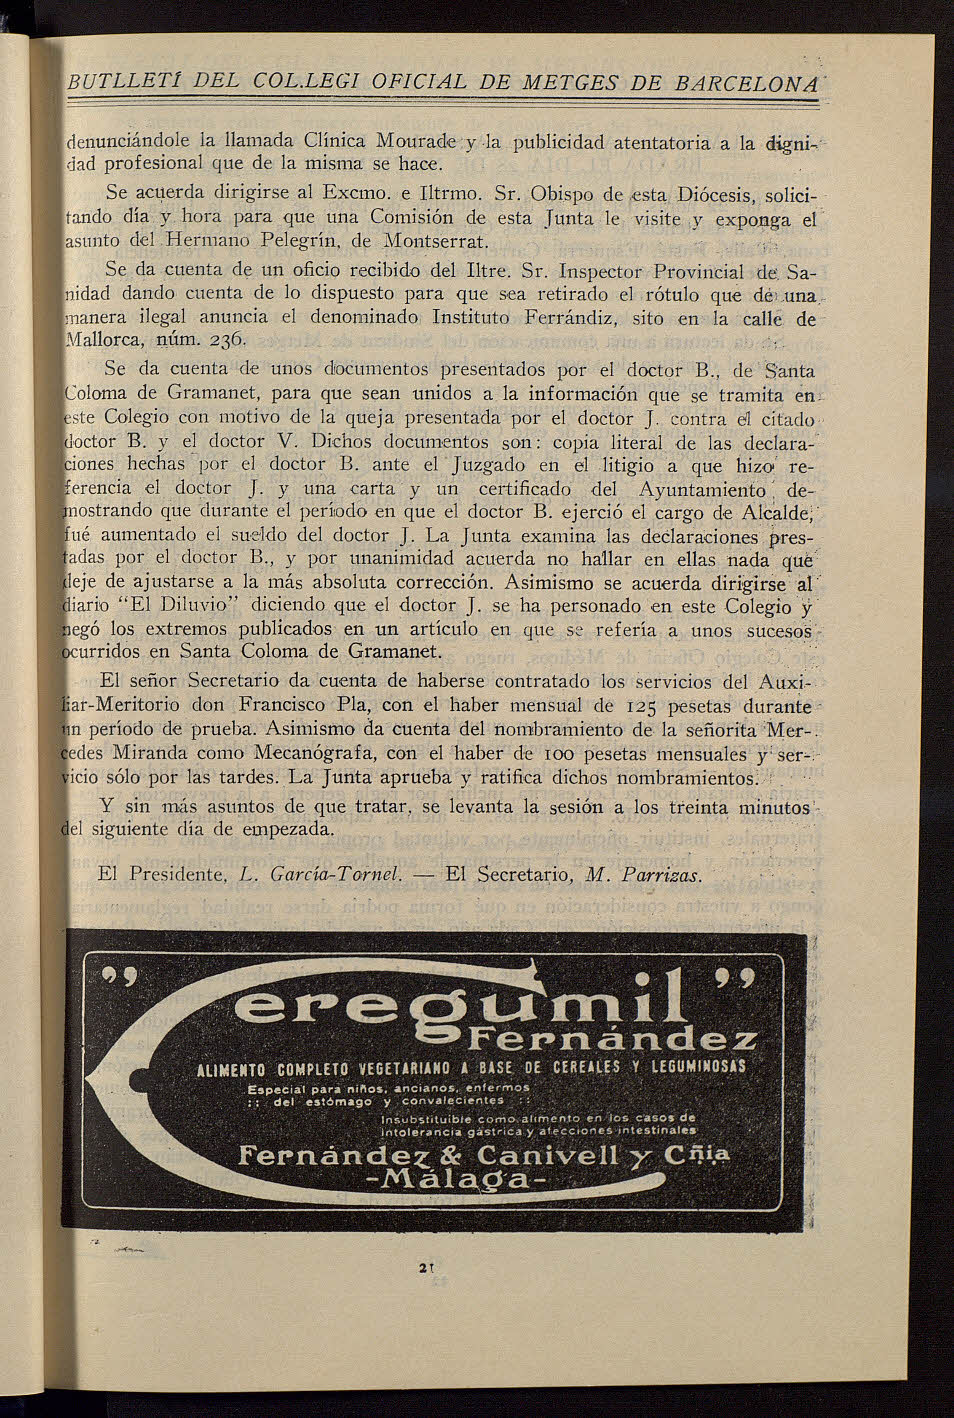 BUTLLETÍ DEL COL.LEGI OFICIAL DE METGES DE BARCELONA
denunciándole la llamada Clínica Mourade y la publicidad atentatoria a la digni-
dad profesional que de la misma se hace.
Se acuerda dirigirse al Excmo. e Iltrmo. Sr. Obispo de esta Diócesis, solici-
tando día y hora para que una Comisión de esta Junta le visite y exponga el
asunto del Hermano Pelegrín, de Montserrat.
Se da cuenta de un oficio recibido del Iltre. Sr. Inspector Provincial de Sa-
nidad dando cuenta de lo dispuesto para que sea retirado el rótulo que de una
manera ilegal anuncia el denominado Instituto Ferrándiz, sito en la calle de
Mallorca, núm. 236.
Se da cuenta de unos documentos presentados por el doctor B., de Santa
Coloma de Gramanet, para que sean unidos a la información que se tramita en
este Colegio con motivo de la queja presentada por el doctor J. contra el citado
doctor B. y el doctor V. Dichos documentos son: copia literal de las declara-
ciones hechas por el doctor B. ante el Juzgado en el litigio a que hizo re-
ferencia el doctor J. y una carta y un certificado del Ayuntamiento, de-
mostrando que durante el período en que el doctor B. ejerció el cargo de Alcalde,
fué aumentado el sueldo del doctor J. La Junta examina las declaraciones pres-
tadas por el doctor B., y por unanimidad acuerda no hallar en ellas nada que
deje de ajustarse a la más absoluta corrección. Asimismo se acuerda dirigirse al
diario “El Diluvio” diciendo que el doctor J. se ha personado en este Colegio y
negó los extremos publicados en un artículo en que se refería a unos sucesos
ocurridos en Santa Coloma de Gramanet.
El señor Secretario da cuenta de haberse contratado los servicios del Auxi-
liar-Meritorio don Francisco Pla, con el haber mensual de 125 pesetas durante
un período de prueba. Asimismo da cuenta del nombramiento de la señorita Mer-
cedes Miranda como Mecanógrafa, con el haber de 100 pesetas mensuales y ser-
vicio sólo por las tardes. La Junta aprueba y ratifica dichos nombramientos.
Y sin más asuntos de que tratar, se levanta la sesión a los treinta minutos
del siguiente día de empezada.
El Presidente, L. García-Tornel. — El Secretario, M. Parrizas.
”Ceregumil”
Fernández
ALIMENTO COMPLETO VEGETARIANO A BASE DE CEREALES Y LEGUMINOSAS
Especial para niños, ancianos, enfermos
:: del estómago y convalecientes ::
Insubstituible como alimento en los casos de
intolerancia gástrica y afecciones intestinales
Fernández & Canivell y Cñía
-Málaga-
21